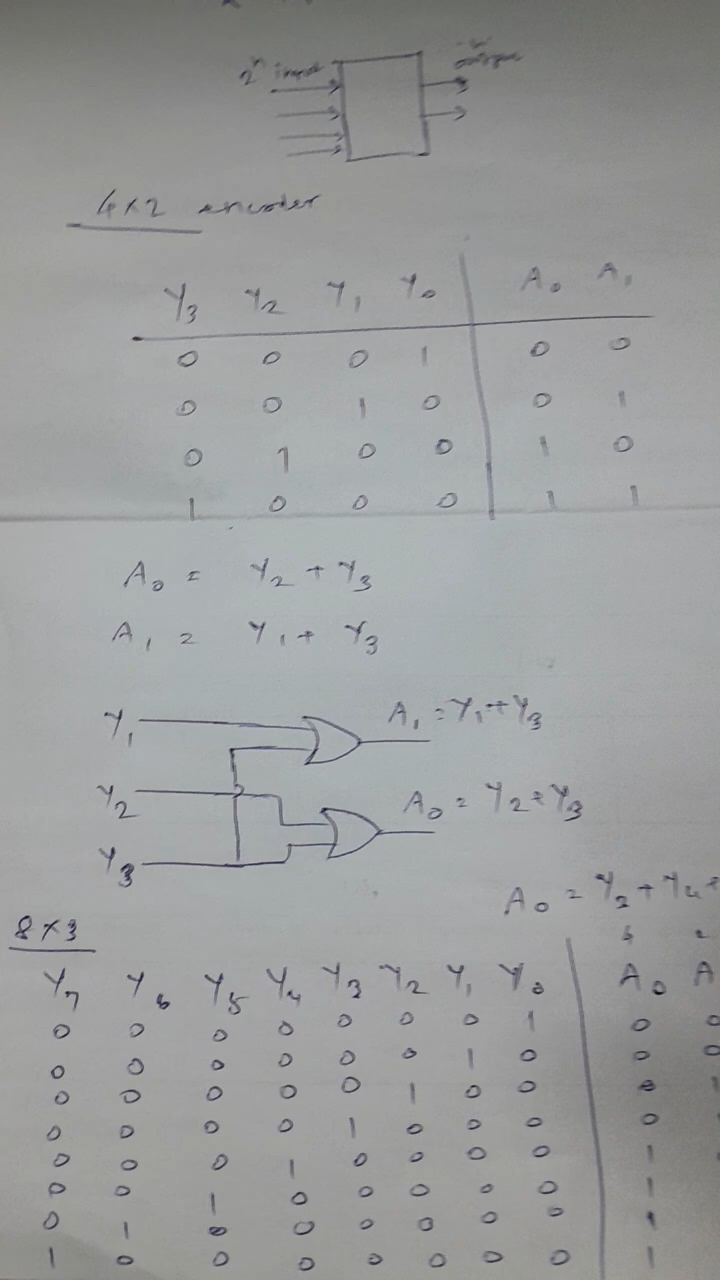 2ⁿ input
output
4×2 encoder
Y₃ Y₂ Y₁ Y₀ A₀ A₁
0 0 0 1 0 0
0 0 1 0 0 1
0 1 0 0 1 0
1 0 0 0 1 1
A₀ = Y₂ + Y₃
A₁ = Y₁ + Y₃
Y₁ A₁ = Y₁ + Y₃
Y₂ A₀ = Y₂ + Y₃
Y₃
A₀ =
8×3
Y₇ Y₆ Y₅ Y₄ Y₃ Y₂ Y₁ Y₀ A₀ A
0 0 0 0 0 0 0 1 0 0
0 0 0 0 0 0 1 0 0 0
0 0 0 0 0 1 0 0 0 1
0 0 0 0 1 0 0 0 0
0 0 0 1 0 0 0 0 1
0 0 1 0 0 0 0 0 1
0 1 0 0 0 0 0 0 1
1 0 0 0 0 0 0 0 1